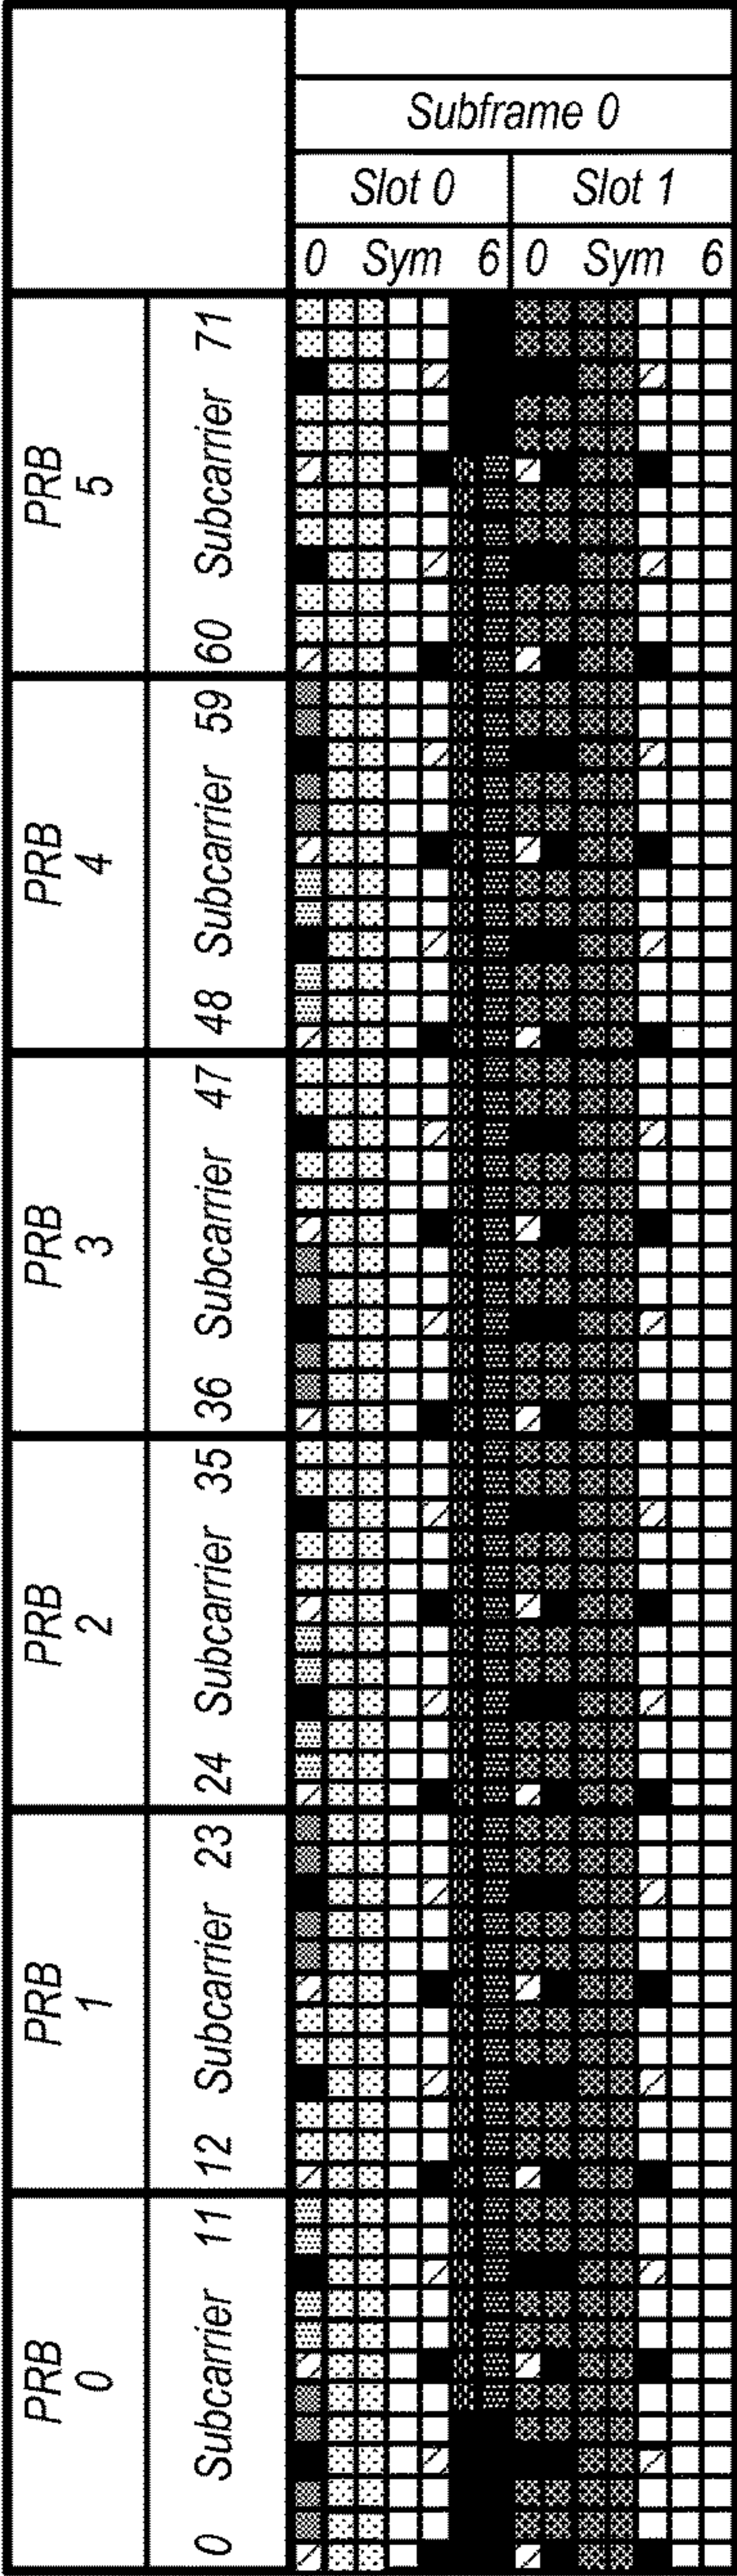 Subframe 0
Slot 0 Slot 1
0 Sym 6 0 Sym 6
PRB 5
60 Subcarrier 71
PRB 4
48 Subcarrier 59
PRB 3
36 Subcarrier 47
PRB 2
24 Subcarrier 35
PRB 1
12 Subcarrier 23
PRB 0
0 Subcarrier 11